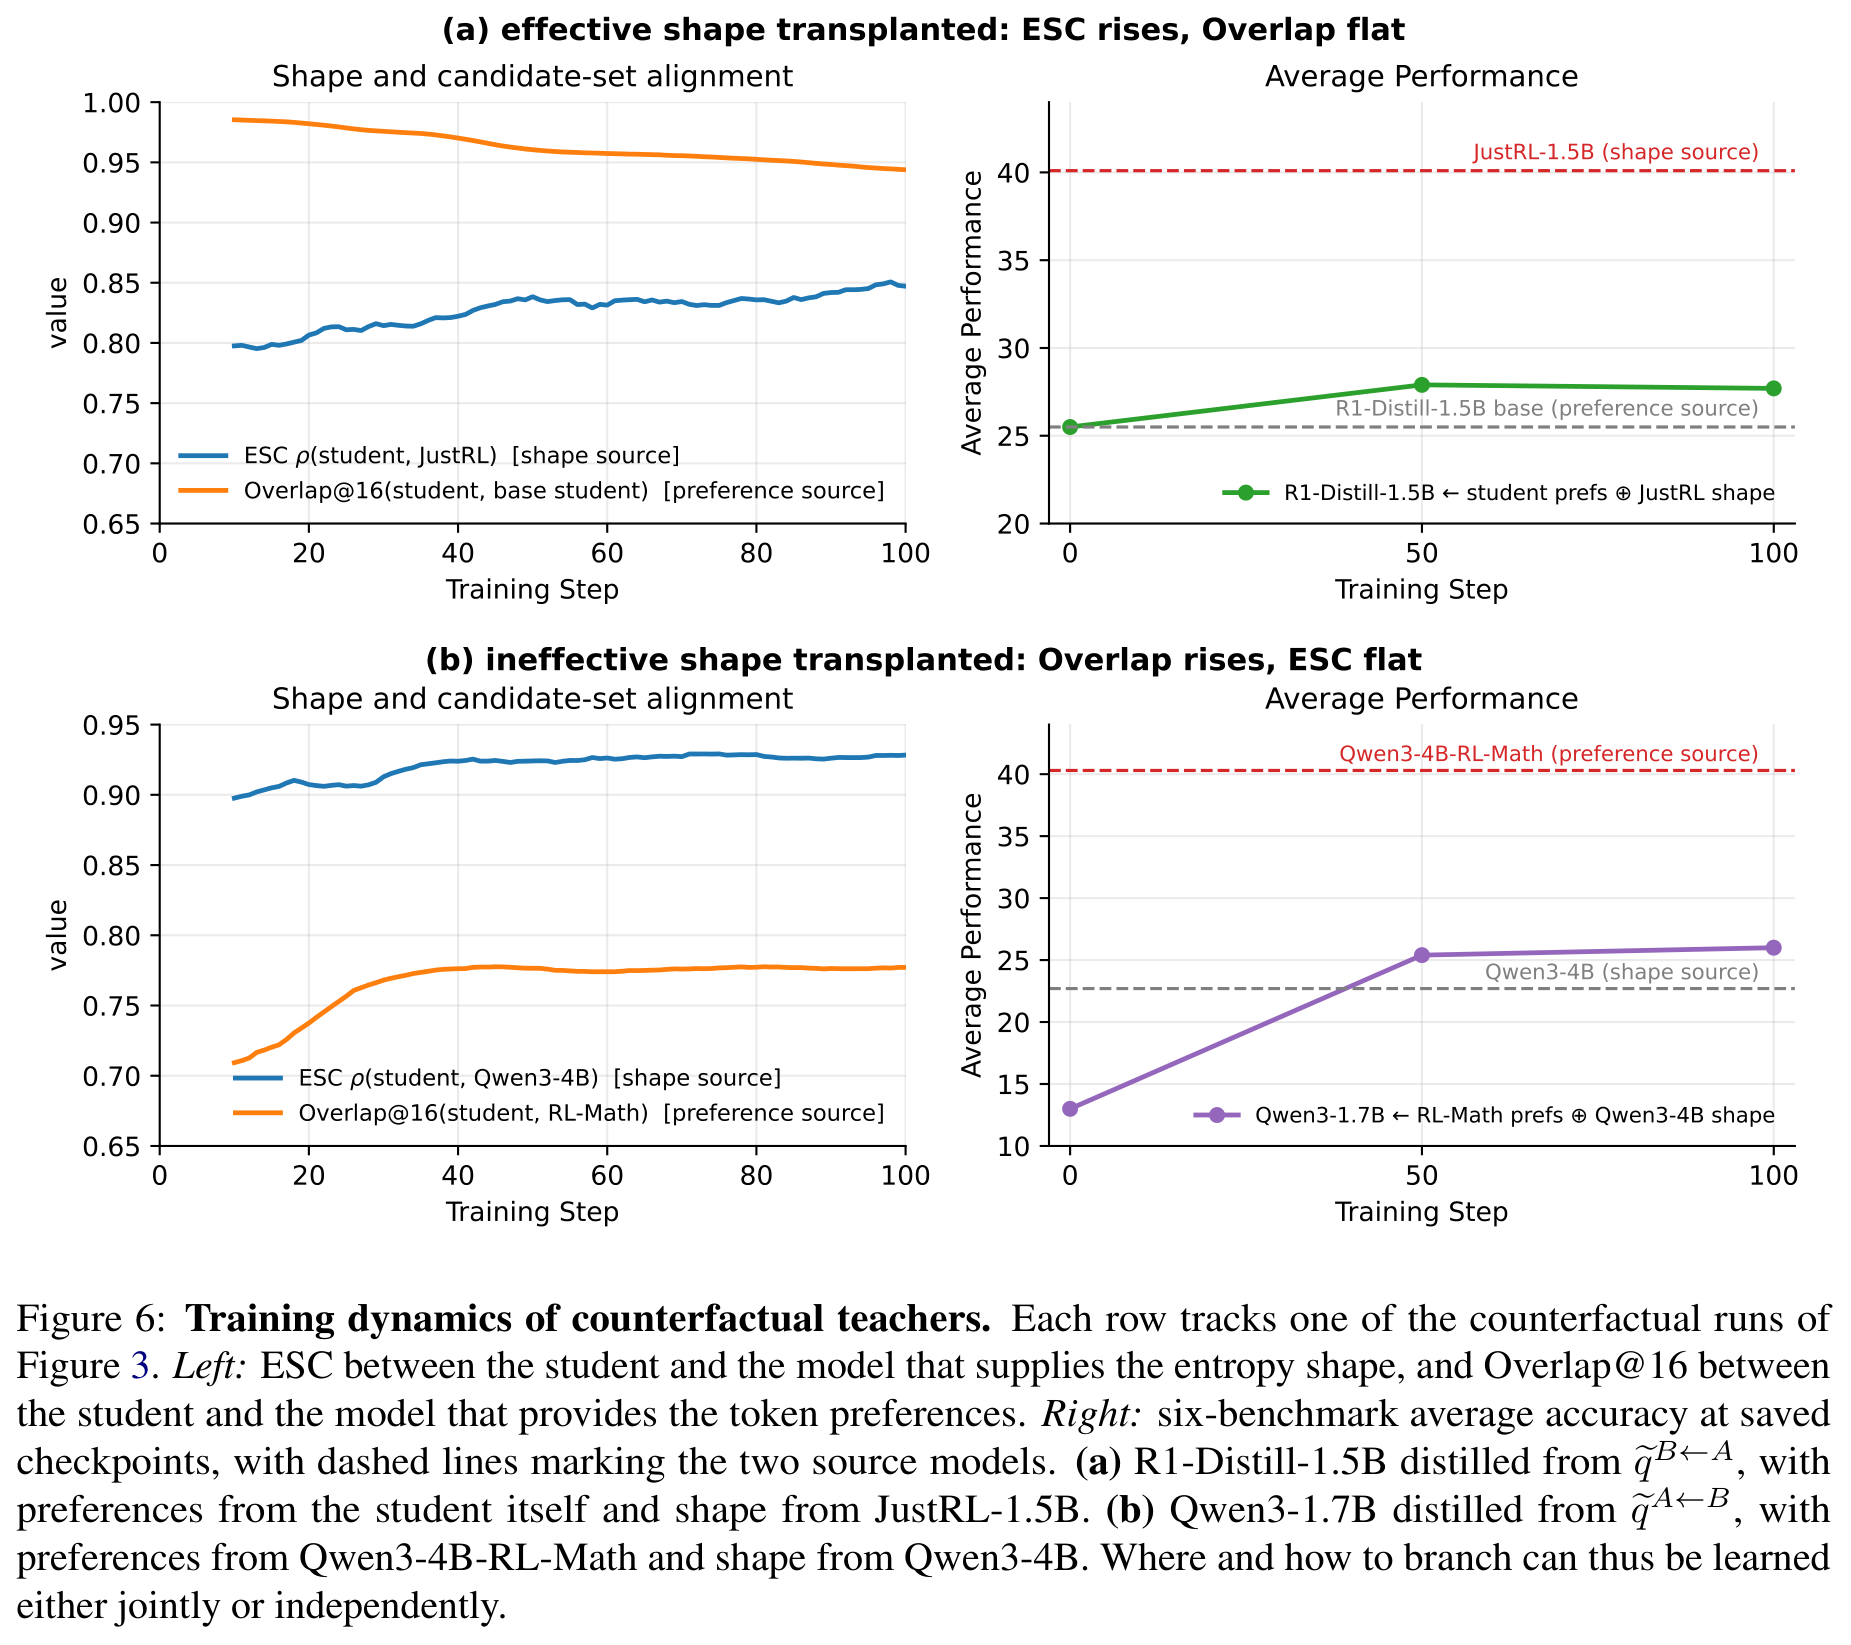 (a) effective shape transplanted: ESC rises, Overlap flat
Shape and candidate-set alignment
1.00
0.95
0.90
0.85
0.80
0.75
0.70
0.65
value
ESC ρ(student, JustRL) [shape source]
Overlap@16(student, base student) [preference source]
0 20 40 60 80 100
Training Step
Average Performance
40
35
30
25
20
Average Performance
JustRL-1.5B (shape source)
R1-Distill-1.5B base (preference source)
R1-Distill-1.5B ← student prefs ⊕ JustRL shape
0 50 100
Training Step
(b) ineffective shape transplanted: Overlap rises, ESC flat
Shape and candidate-set alignment
0.95
0.90
0.85
0.80
0.75
0.70
0.65
value
ESC ρ(student, Qwen3-4B) [shape source]
Overlap@16(student, RL-Math) [preference source]
0 20 40 60 80 100
Training Step
Average Performance
40
35
30
25
20
15
10
Average Performance
Qwen3-4B-RL-Math (preference source)
Qwen3-4B (shape source)
Qwen3-1.7B ← RL-Math prefs ⊕ Qwen3-4B shape
0 50 100
Training Step
Figure 6: Training dynamics of counterfactual teachers. Each row tracks one of the counterfactual runs of
Figure 3. Left: ESC between the student and the model that supplies the entropy shape, and Overlap@16 between
the student and the model that provides the token preferences. Right: six-benchmark average accuracy at saved
checkpoints, with dashed lines marking the two source models. (a) R1-Distill-1.5B distilled from q̃^{B←A}, with
preferences from the student itself and shape from JustRL-1.5B. (b) Qwen3-1.7B distilled from q̃^{A←B}, with
preferences from Qwen3-4B-RL-Math and shape from Qwen3-4B. Where and how to branch can thus be learned
either jointly or independently.